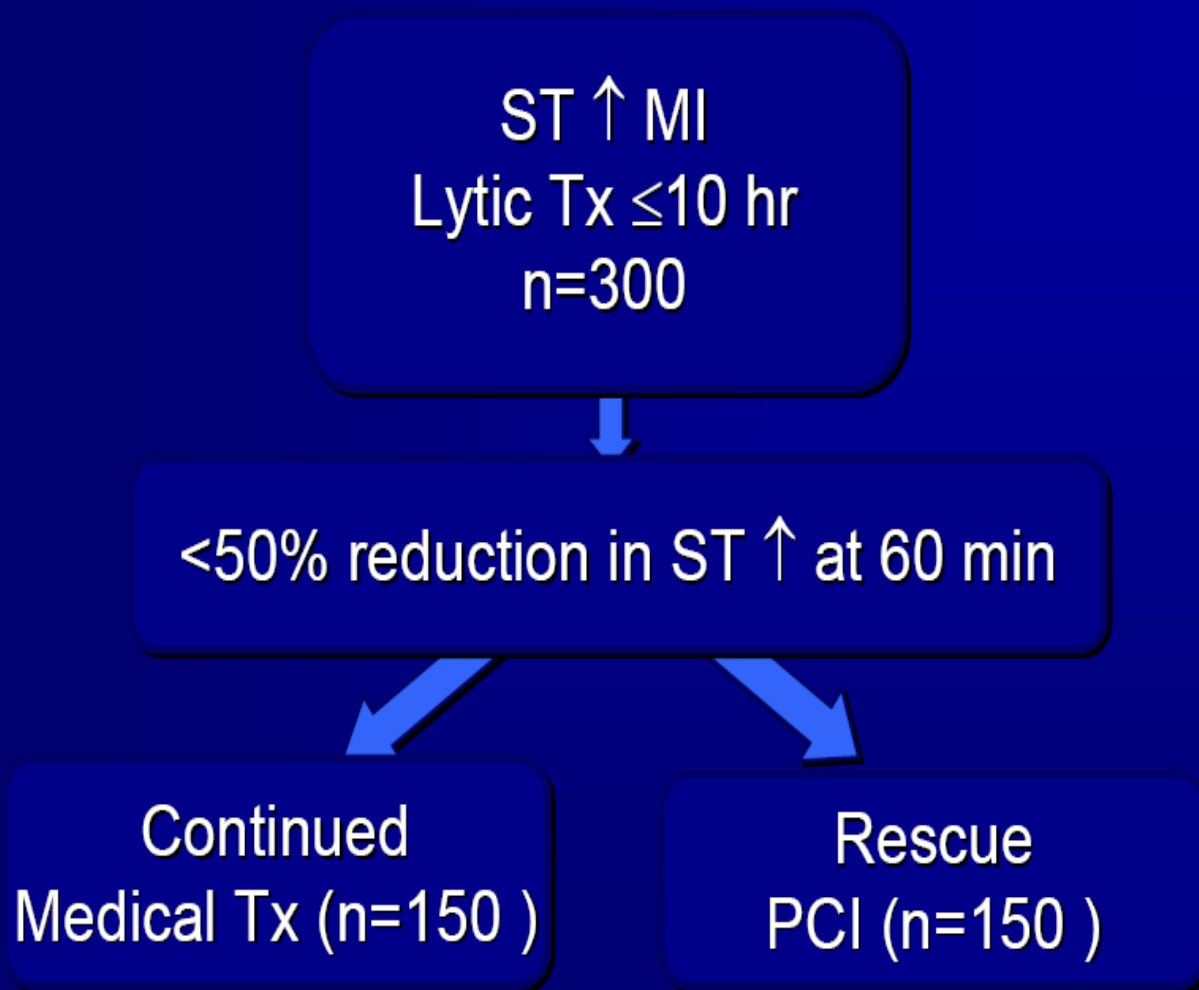 ST ↑ MI
Lytic Tx ≤10 hr
n=300
<50% reduction in ST ↑ at 60 min
Continued
Medical Tx (n=150 )
Rescue
PCI (n=150 )